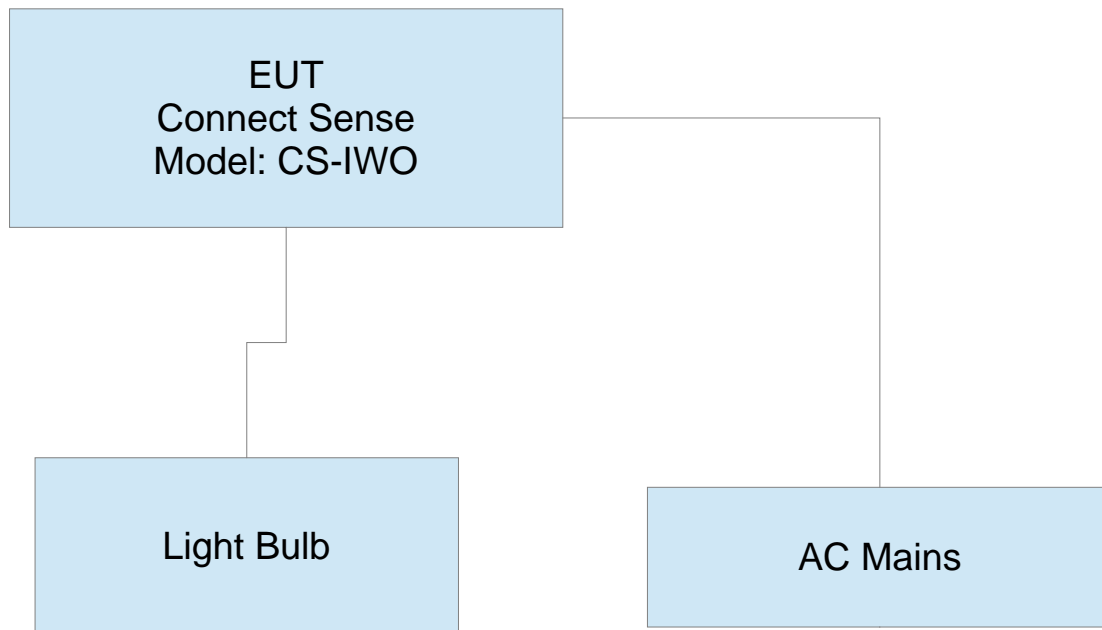 EUT
Connect Sense
Model: CS-IWO
Light Bulb
AC Mains